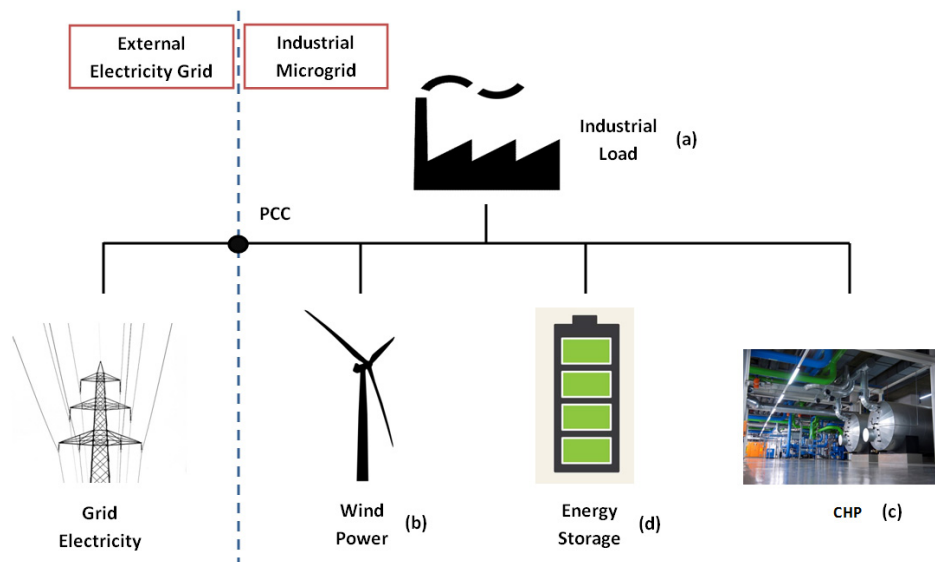 External
Electricity Grid
Industrial
Microgrid
Industrial
Load
(a)
PCC
Grid
Electricity
Wind
Power
(b)
Energy
Storage
(d)
CHP
(c)